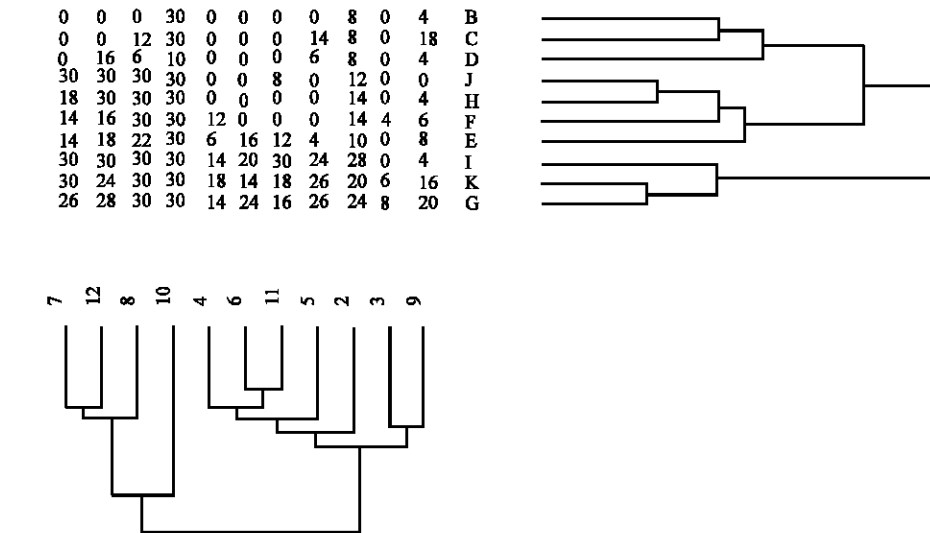 0 0 0 30 0 0 0 0 8 0 4 B
0 0 12 30 0 0 0 14 8 0 18 C
0 16 6 10 0 0 0 6 8 0 4 D
30 30 30 30 0 0 8 0 12 0 0 J
18 30 30 30 0 0 0 0 14 0 4 H
14 16 30 30 12 0 0 0 14 4 6 F
14 18 22 30 6 16 12 4 10 0 8 E
30 30 30 30 14 20 30 24 28 0 4 I
30 24 30 30 18 14 18 26 20 6 16 K
26 28 30 30 14 24 16 26 24 8 20 G
7 12 8 10 4 6 11 5 2 3 9